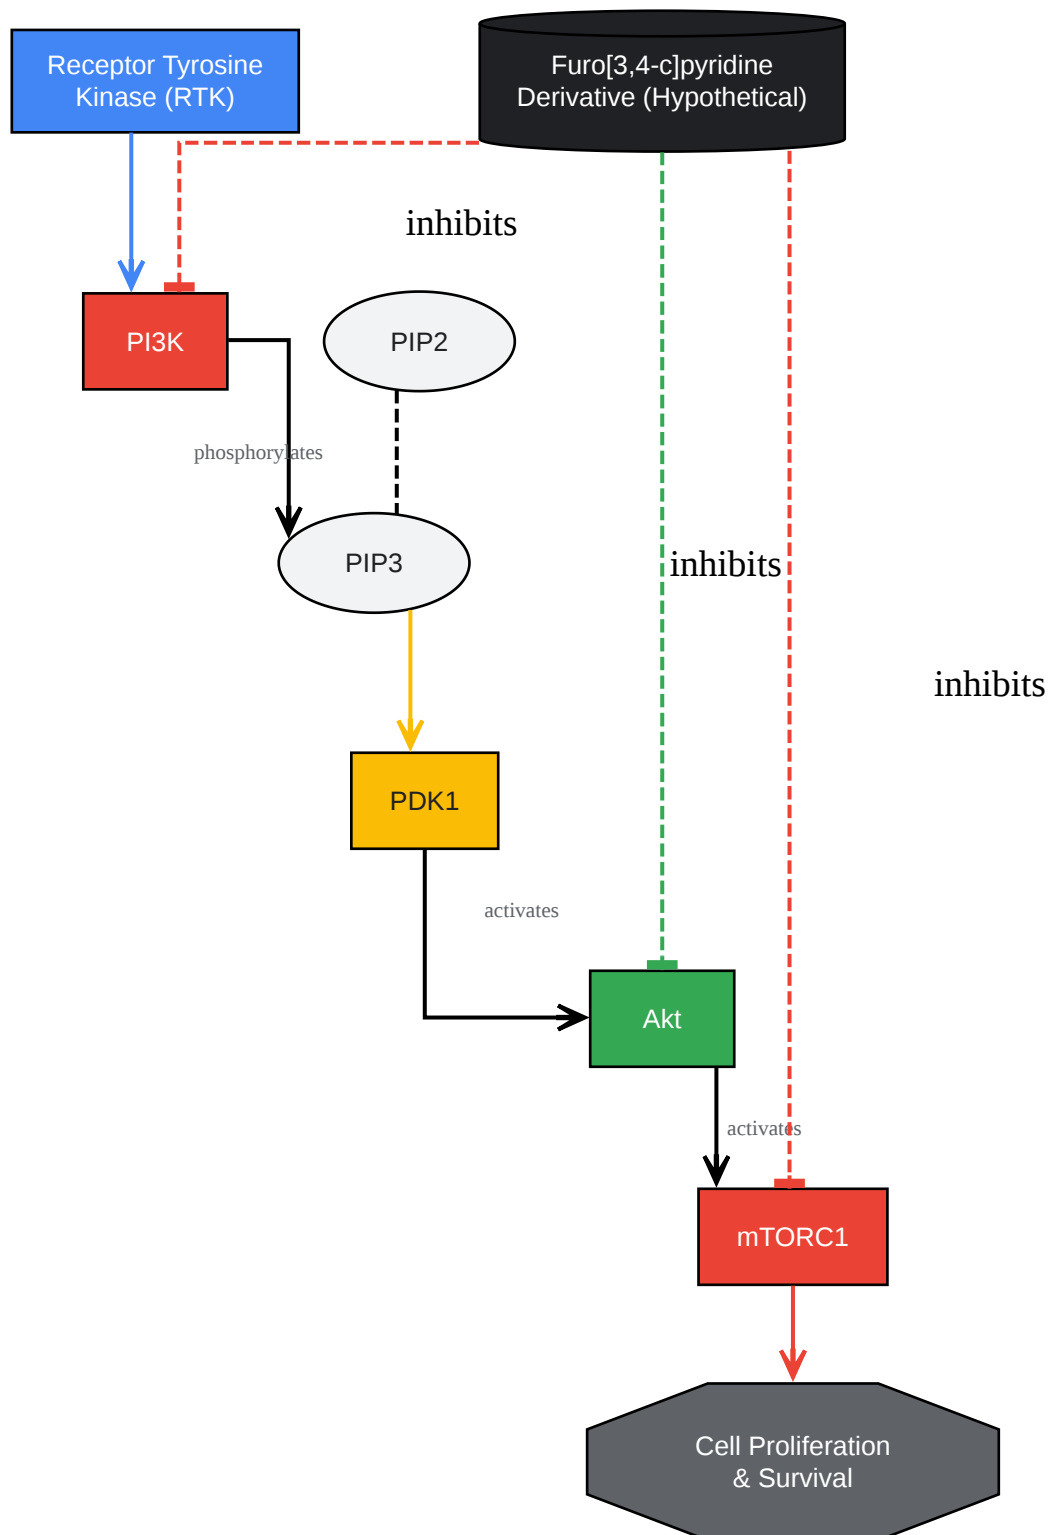 Receptor Tyrosine
Kinase (RTK)
Furo[3,4-c]pyridine
Derivative (Hypothetical)
inhibits
PI3K
PIP2
phosphorylates
PIP3
inhibits
inhibits
PDK1
activates
Akt
activates
mTORC1
Cell Proliferation
& Survival